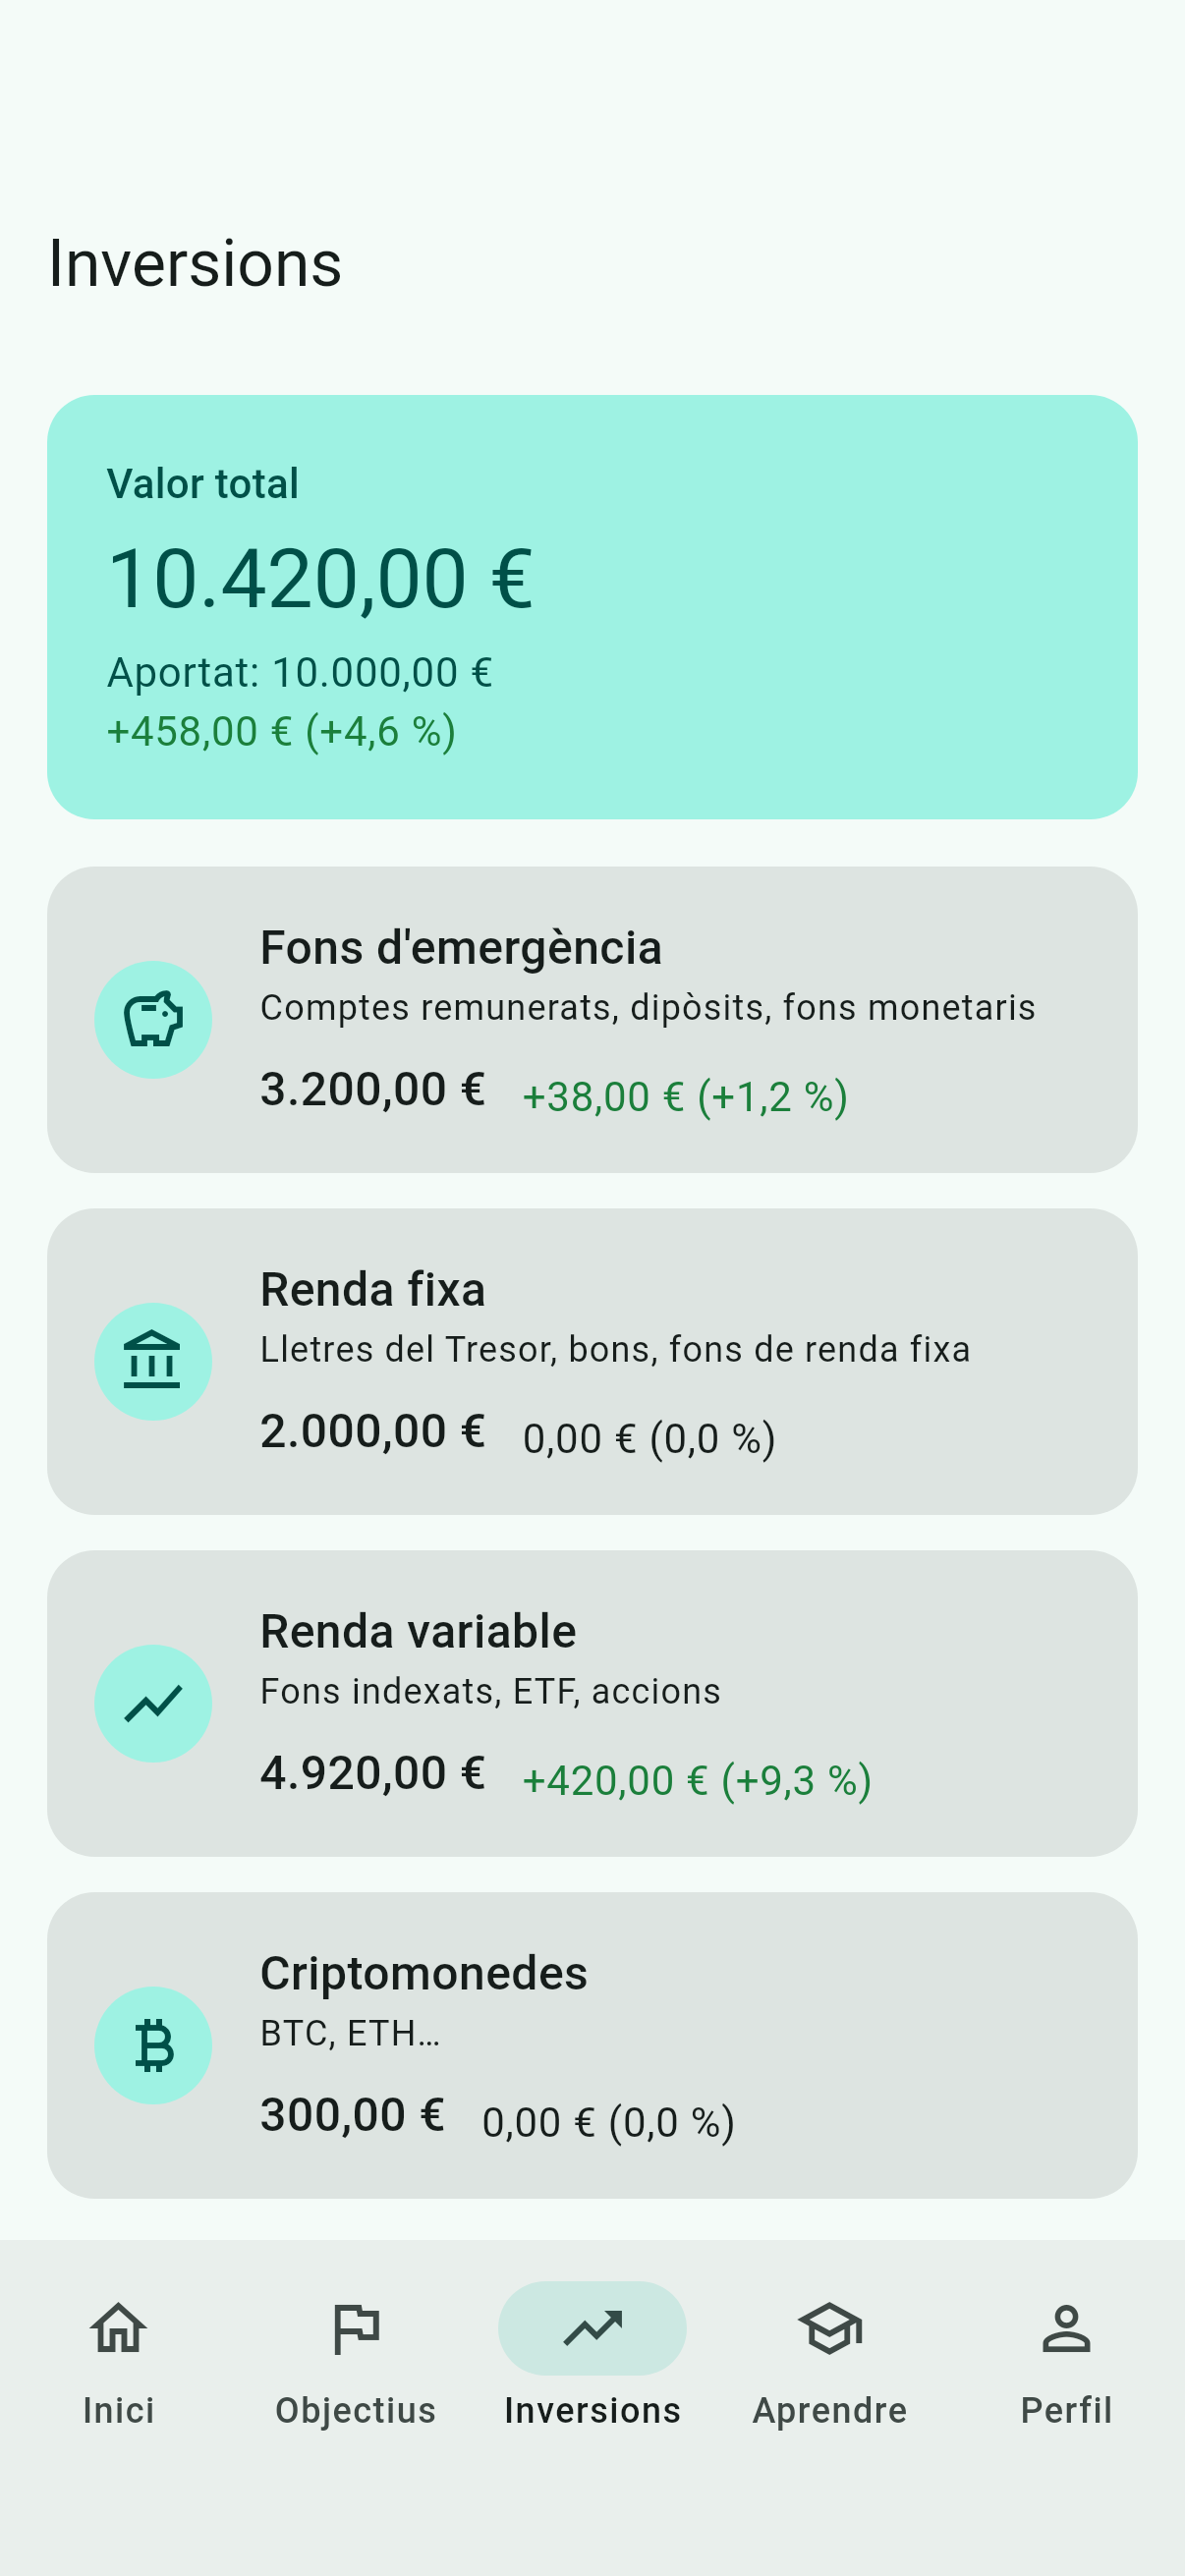 Inversions
Valor total
10.420,00 €
Aportat: 10.000,00 €
+458,00 € (+4,6 %)
Fons d'emergència
Comptes remunerats, dipòsits, fons monetaris
3.200,00 € +38,00 € (+1,2 %)
Renda fixa
Lletres del Tresor, bons, fons de renda fixa
2.000,00 € 0,00 € (0,0 %)
Renda variable
Fons indexats, ETF, accions
4.920,00 € +420,00 € (+9,3 %)
Criptomonedes
BTC, ETH…
300,00 € 0,00 € (0,0 %)
Inici Objectius Inversions Aprendre Perfil